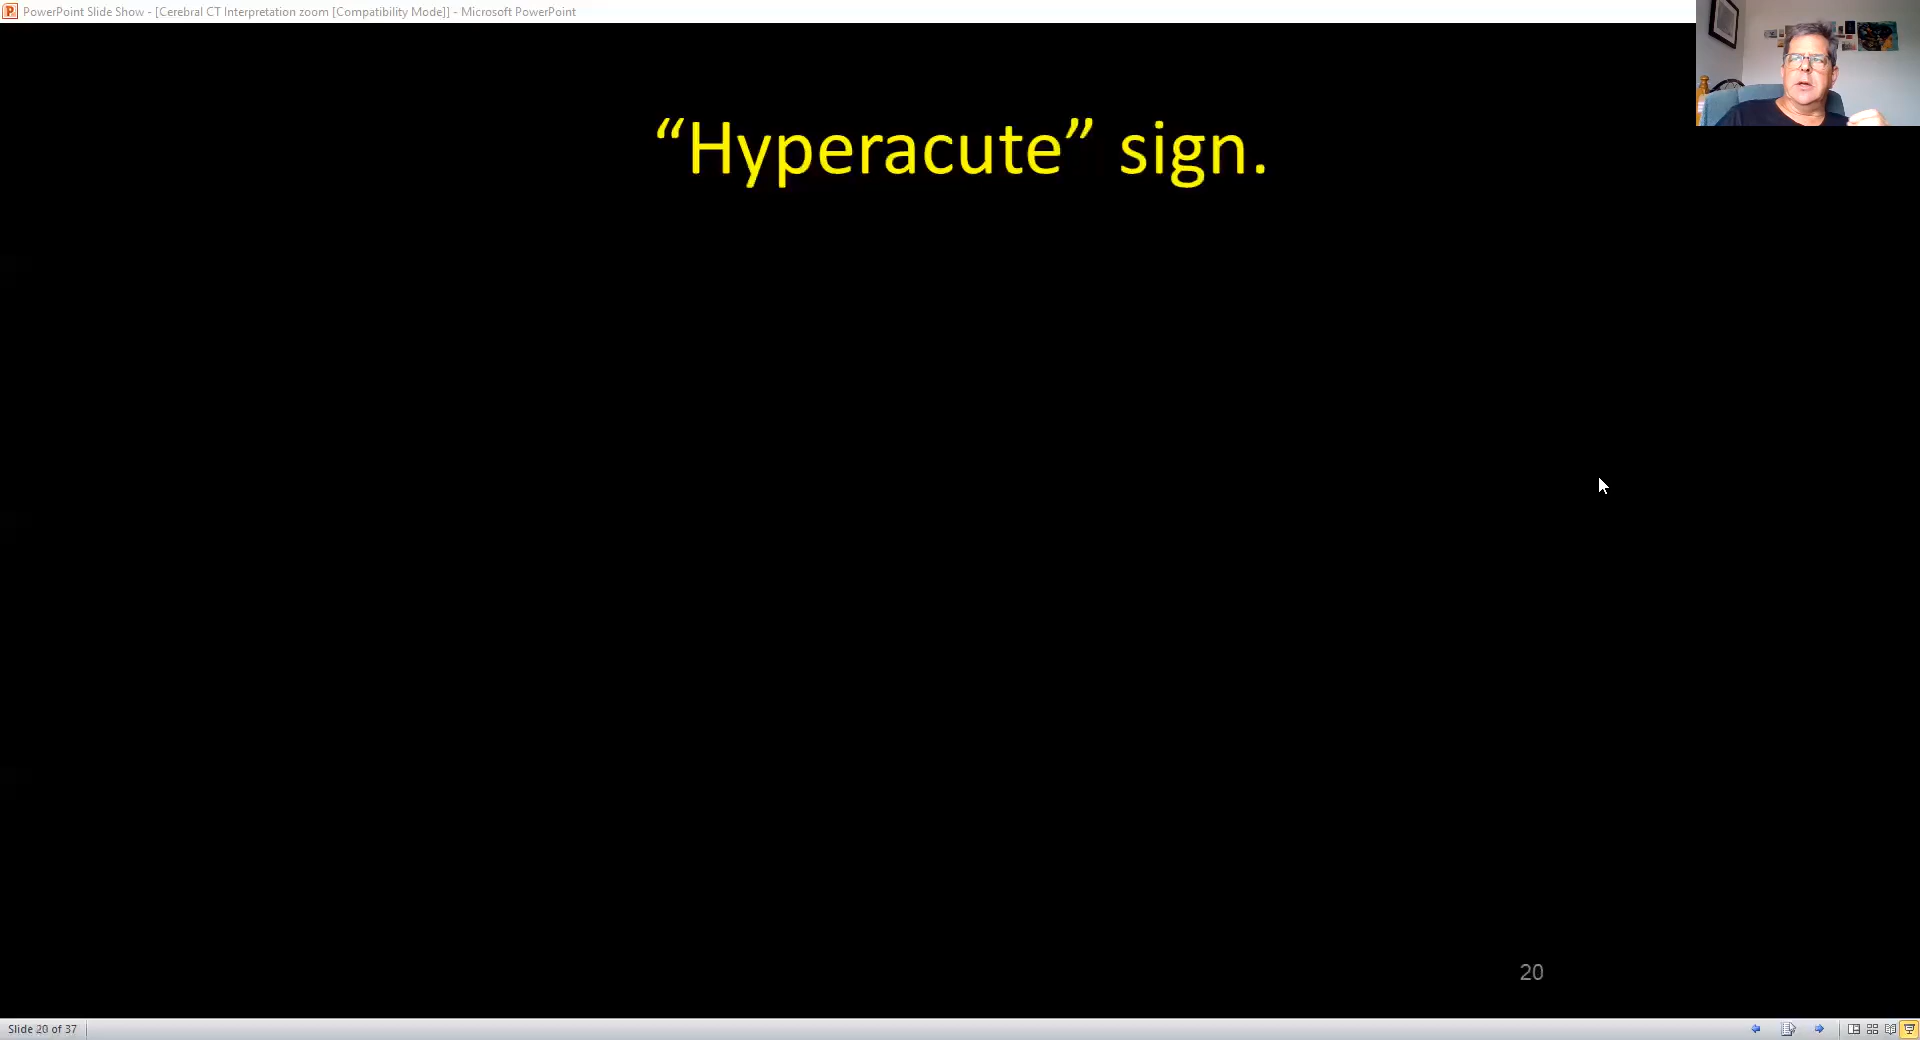 PowerPoint Slide Show - [Cerebral CT Interpretation zoom [Compatibility Mode]] - Microsoft PowerPoint
“Hyperacute” sign.
20
Slide 20 of 37